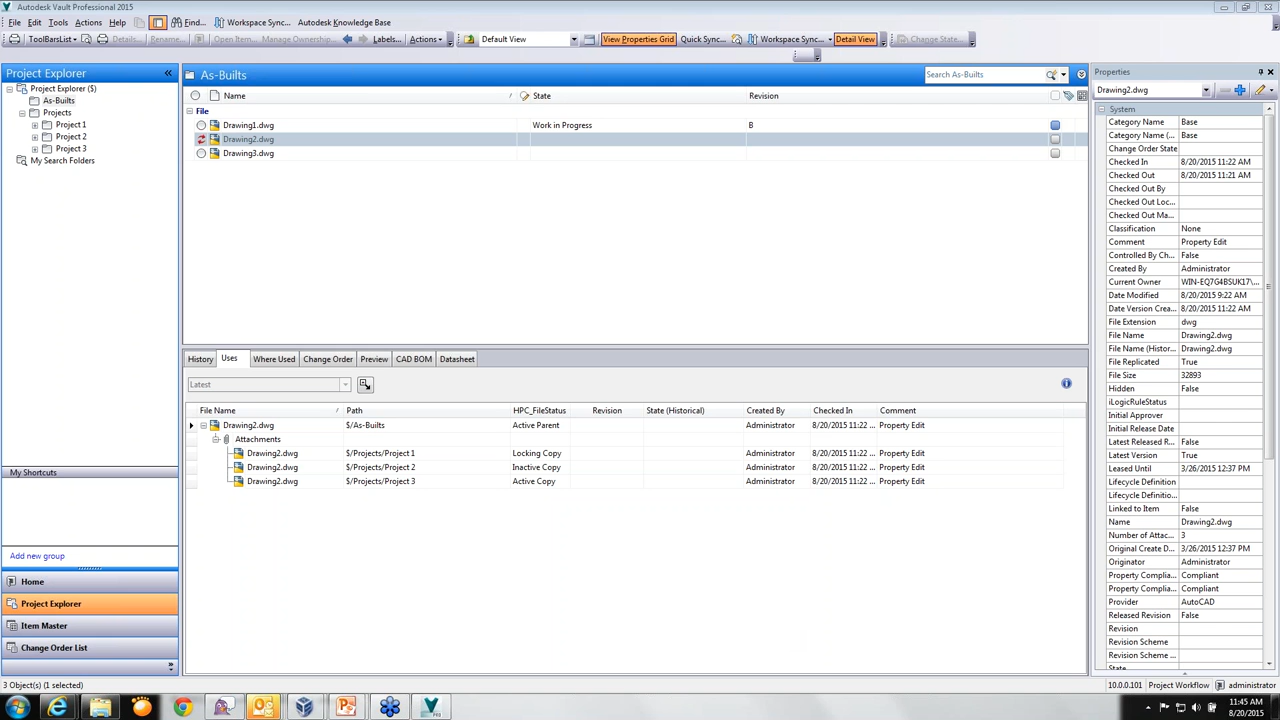 Autodesk Vault Professional 2015
File Edit View Tools Actions Help Find... Workspace Sync... Autodesk Knowledge Base
ToolBarsList Details... Rename... Open Item... Manage Ownership... Labels... Actions Default View View Properties Grid Quick Sync... Workspace Sync... Detail View Change State...
Project Explorer «
Project Explorer ($)
As-Builts
Projects
Project 1
Project 2
Project 3
My Search Folders
My Shortcuts
Add new group
Home
Project Explorer
Item Master
Change Order List
As-Builts Search As-Builts
Name State Revision
File
Drawing1.dwg Work in Progress B
Drawing2.dwg
Drawing3.dwg
History Uses Where Used Change Order Preview CAD BOM Datasheet
Latest
File Name Path HPC_FileStatus Revision State (Historical) Created By Checked In Comment
Drawing2.dwg $/As-Builts Active Parent Administrator 8/20/2015 11:22 ... Property Edit
Attachments
Drawing2.dwg $/Projects/Project 1 Locking Copy Administrator 8/20/2015 11:22 ... Property Edit
Drawing2.dwg $/Projects/Project 2 Inactive Copy Administrator 8/20/2015 11:22 ... Property Edit
Drawing2.dwg $/Projects/Project 3 Active Copy Administrator 8/20/2015 11:22 ... Property Edit
Properties
Drawing2.dwg
System
Category Name Base
Category Name (... Base
Change Order State
Checked In 8/20/2015 11:22 AM
Checked Out 8/20/2015 11:21 AM
Checked Out By
Checked Out Loc...
Checked Out Ma...
Classification None
Comment Property Edit
Controlled By Ch... False
Created By Administrator
Current Owner WIN-EQ7G4BSUK17\...
Date Modified 8/20/2015 9:22 AM
Date Version Crea... 8/20/2015 11:22 AM
File Extension dwg
File Name Drawing2.dwg
File Name (Histor... Drawing2.dwg
File Replicated True
File Size 32893
Hidden False
iLogicRuleStatus
Initial Approver
Initial Release Date
Latest Released R... False
Latest Version True
Leased Until 3/26/2015 12:37 PM
Lifecycle Definitio...
Lifecycle Definitio...
Linked to Item False
Name Drawing2.dwg
Number of Attac... 3
Original Create D... 3/26/2015 12:37 PM
Originator Administrator
Property Complia... Compliant
Property Complia... Compliant
Provider AutoCAD
Released Revision False
Revision
Revision Scheme
Revision Scheme ...
State
3 Object(s) (1 selected) 10.0.0.101 Project Workflow administrator
11:45 AM
8/20/2015